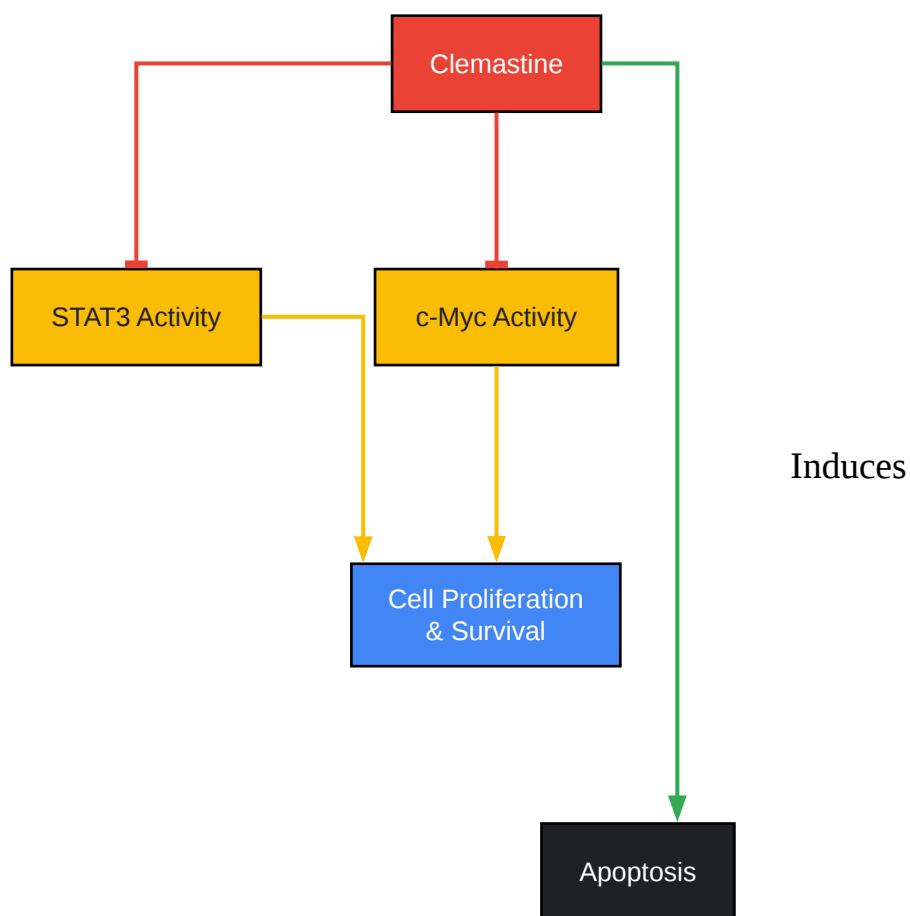 Clemastine
STAT3 Activity
c-Myc Activity
Induces
Cell Proliferation
& Survival
Apoptosis